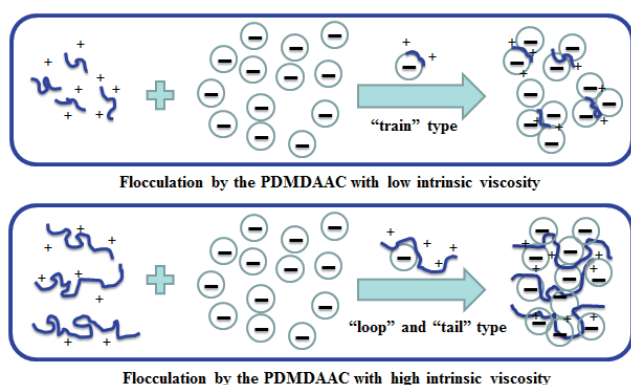 “train” type
Flocculation by the PDMDAAC with low intrinsic viscosity
“loop” and “tail” type
Flocculation by the PDMDAAC with high intrinsic viscosity